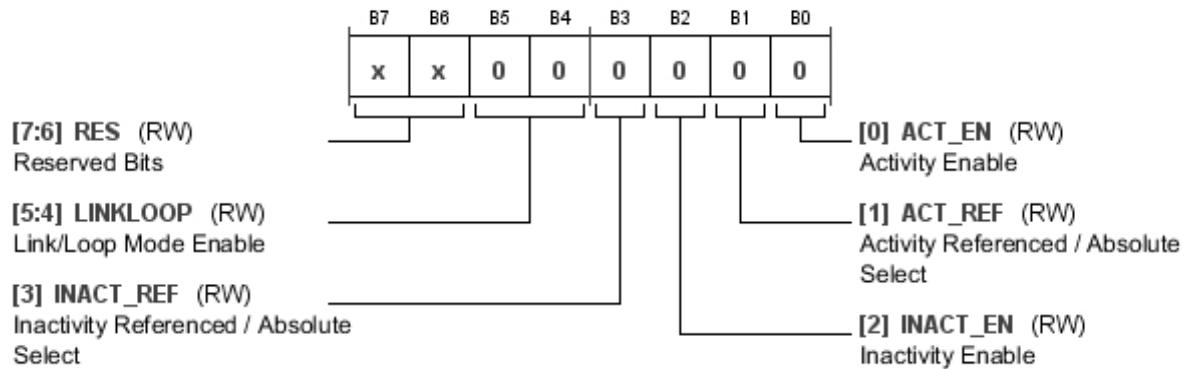 B7 B6 B5 B4 B3 B2 B1 B0
x x 0 0 0 0 0 0
[7:6] RES (RW)
Reserved Bits
[5:4] LINKLOOP (RW)
Link/Loop Mode Enable
[3] INACT_REF (RW)
Inactivity Referenced / Absolute
Select
[0] ACT_EN (RW)
Activity Enable
[1] ACT_REF (RW)
Activity Referenced / Absolute
Select
[2] INACT_EN (RW)
Inactivity Enable